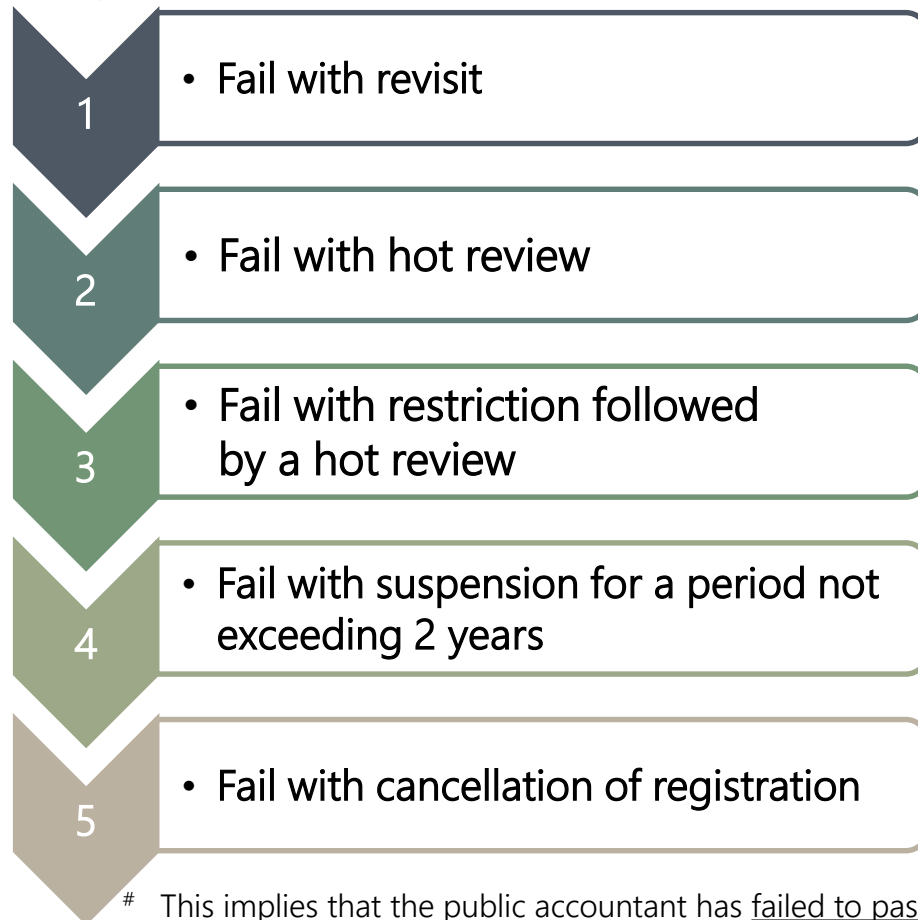 1
• Fail with revisit
2
• Fail with hot review
3
• Fail with restriction followed
by a hot review
4
• Fail with suspension for a period not
exceeding 2 years
5
• Fail with cancellation of registration
# This implies that the public accountant has failed to